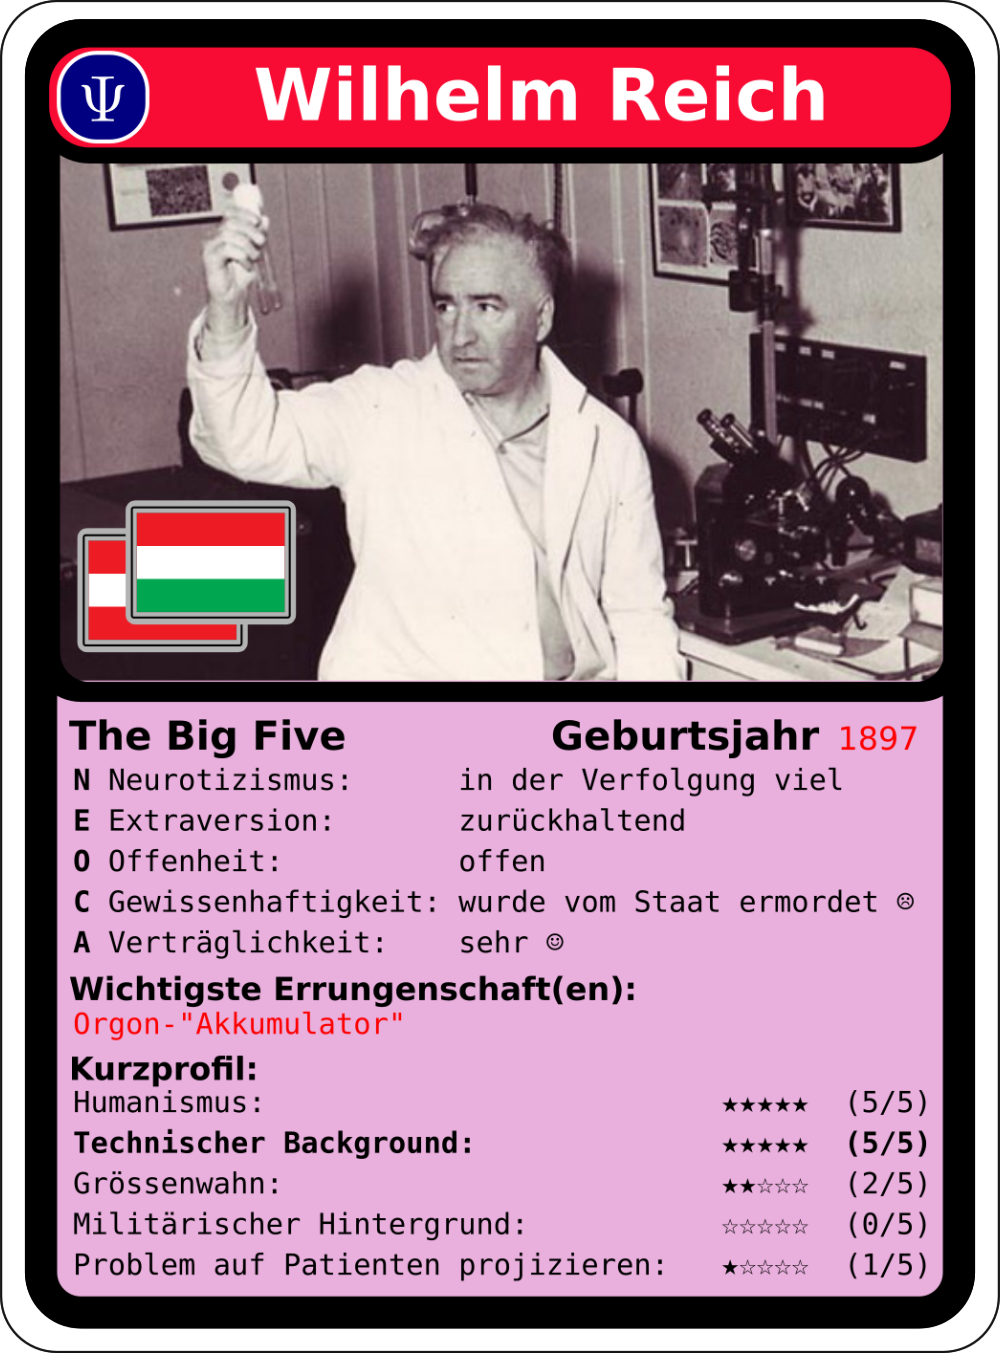 Ψ Wilhelm Reich
The Big Five Geburtsjahr 1897
N Neurotizismus: in der Verfolgung viel
E Extraversion: zurückhaltend
O Offenheit: offen
C Gewissenhaftigkeit: wurde vom Staat ermordet ☹
A Verträglichkeit: sehr ☺
Wichtigste Errungenschaft(en):
Orgon-"Akkumulator"
Kurzprofil:
Humanismus: ★★★★★ (5/5)
Technischer Background: ★★★★★ (5/5)
Grössenwahn: ★★☆☆☆ (2/5)
Militärischer Hintergrund: ☆☆☆☆☆ (0/5)
Problem auf Patienten projizieren: ★☆☆☆☆ (1/5)